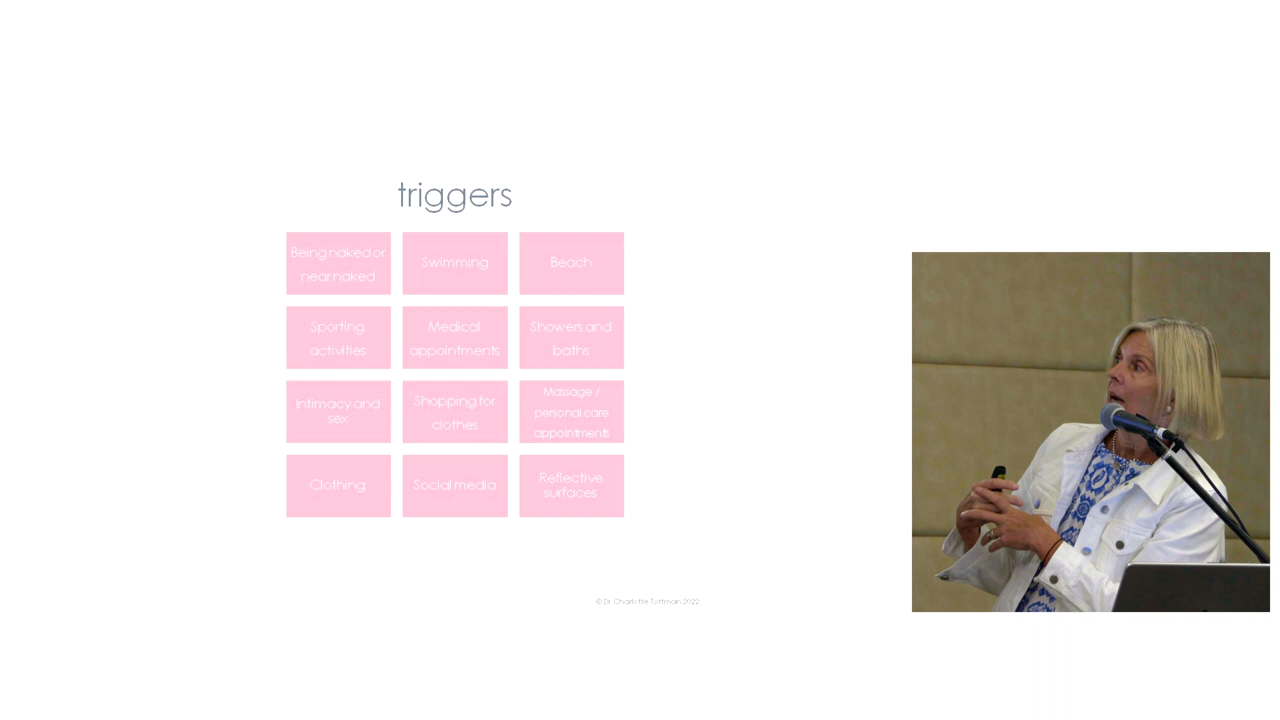 triggers
Being naked or
near naked
Swimming
Beach
Sporting
activities
Medical
appointments
Showers and
baths
Intimacy and
sex
Shopping for
clothes
Massage /
personal care
appointments
Clothing
Social media
Reflective
surfaces
© Dr Charlotte Tottman 2022